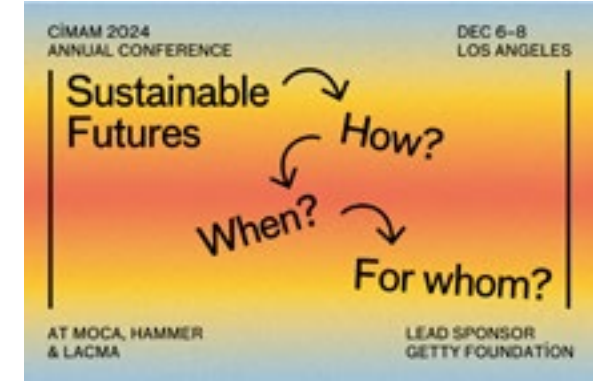 CİMAM 2024
ANNUAL CONFERENCE
DEC 6–8
LOS ANGELES
Sustainable
Futures
How?
When?
For whom?
AT MOCA, HAMMER
& LACMA
LEAD SPONSOR
GETTY FOUNDATİON